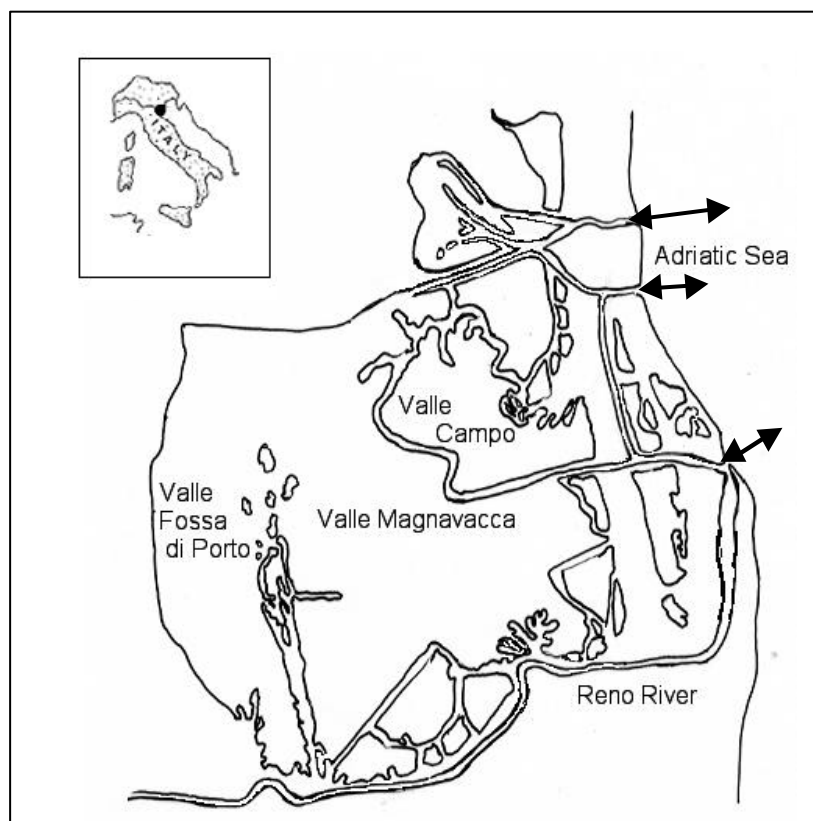 ITALY
Adriatic Sea
Valle
Campo
Valle
Fossa
di Porto
Valle Magnavacca
Reno River